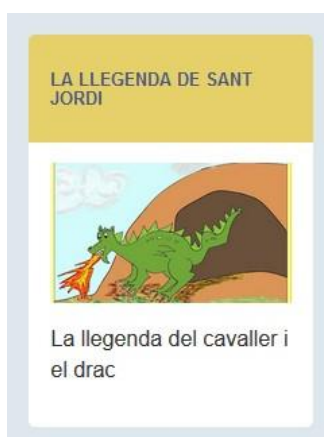 LA LLEGENDA DE SANT
JORDI
La llegenda del cavaller i
el drac